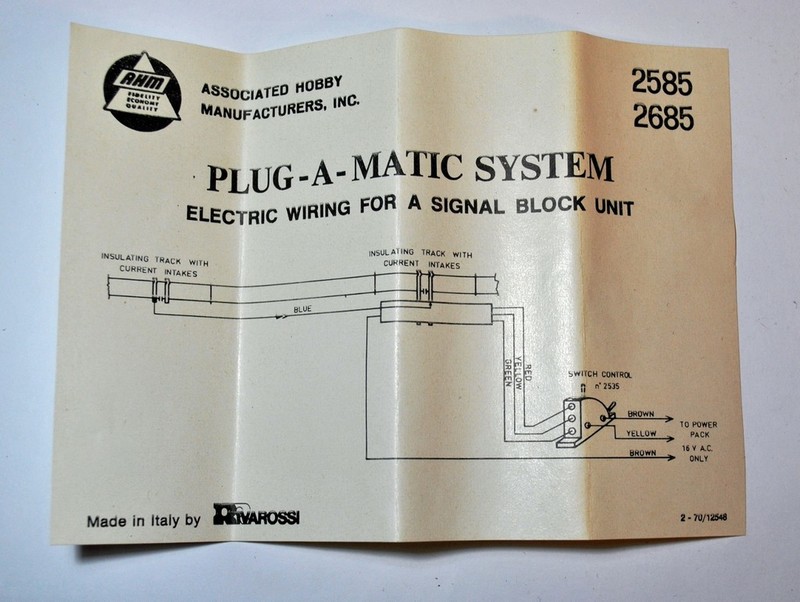 AHM
FIDELITY
ECONOMY
QUALITY
ASSOCIATED HOBBY
MANUFACTURERS, INC.
2585
2685
PLUG-A-MATIC SYSTEM
ELECTRIC WIRING FOR A SIGNAL BLOCK UNIT
INSULATING TRACK WITH
CURRENT INTAKES
INSULATING TRACK WITH
CURRENT INTAKES
BLUE
RED
YELLOW
GREEN
SWITCH CONTROL
n° 2535
BROWN
YELLOW
BROWN
TO POWER
PACK
16 V A.C.
ONLY
Made in Italy by RIVAROSSI
2 - 70/12548